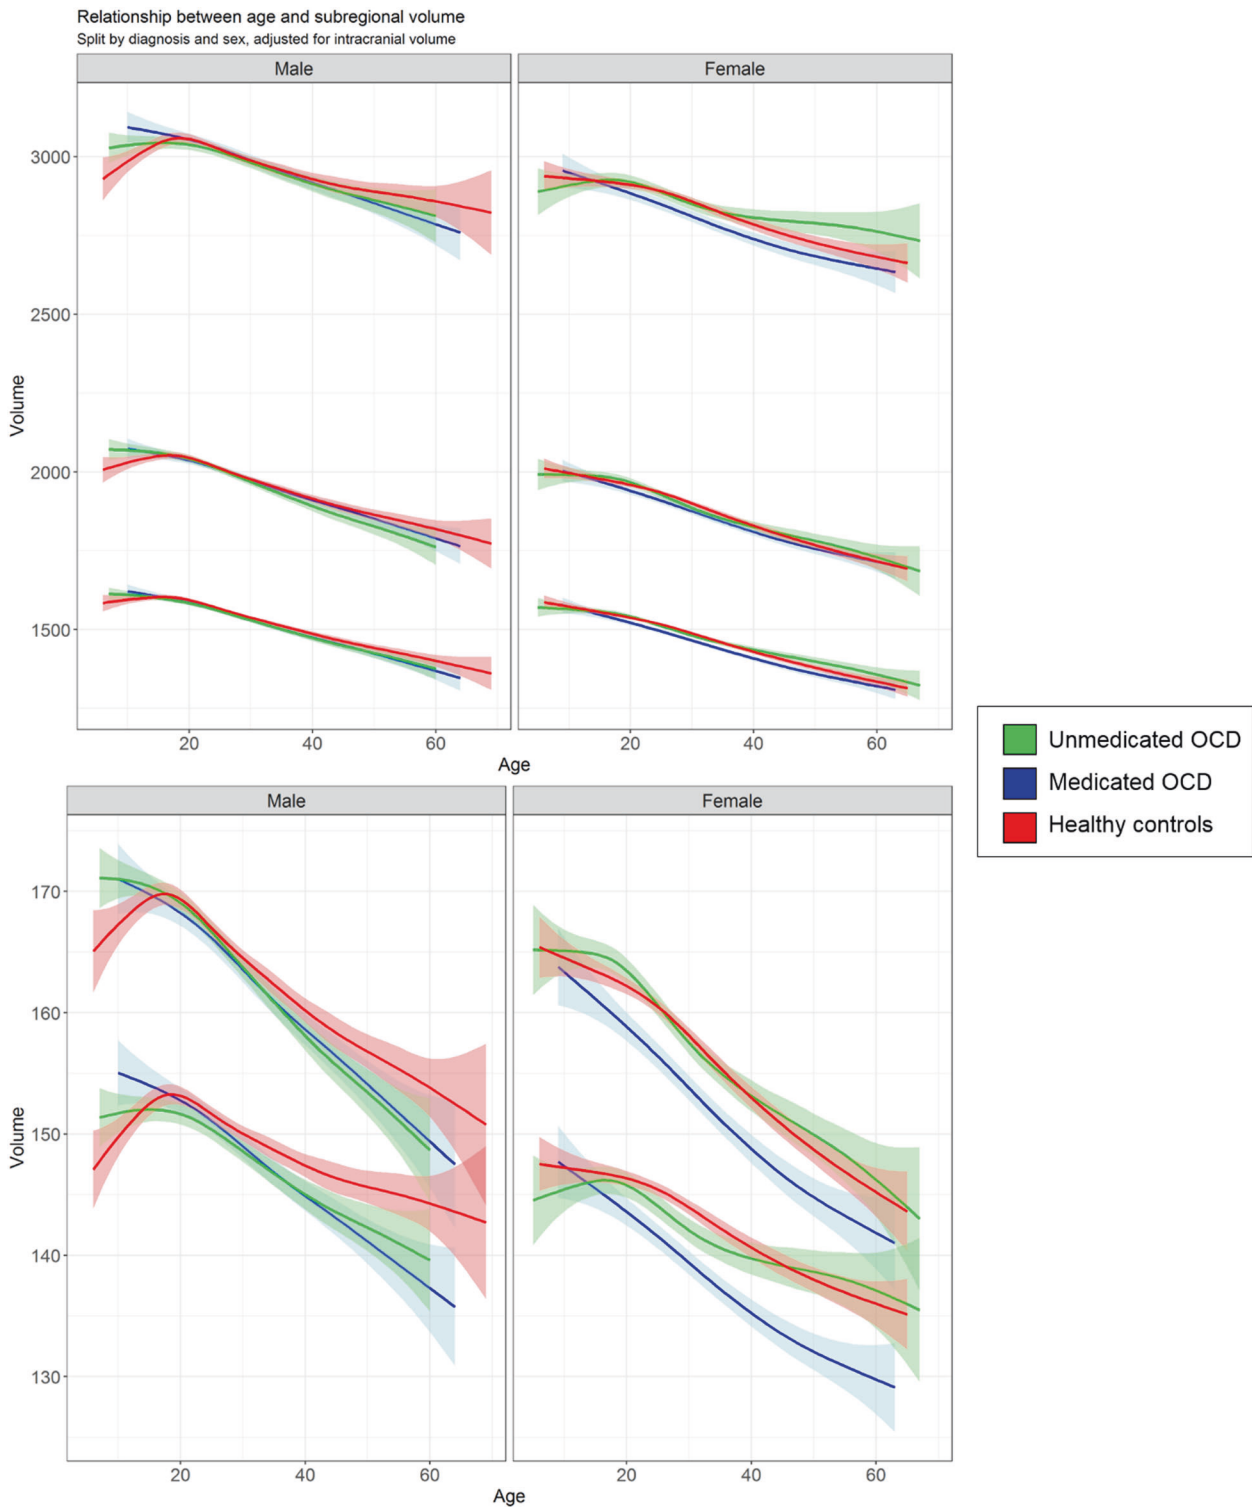 Relationship between age and subregional volume
Split by diagnosis and sex, adjusted for intracranial volume
Male
Female
3000
2500
2000
1500
Volume
20
40
60
20
40
60
Age
Unmedicated OCD
Medicated OCD
Healthy controls
Male
Female
170
160
150
140
130
Volume
20
40
60
20
40
60
Age